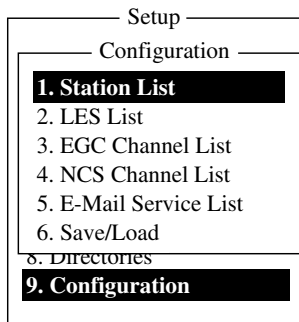 Setup
Configuration
1. Station List
2. LES List
3. EGC Channel List
4. NCS Channel List
5. E-Mail Service List
6. Save/Load
8. Directories
9. Configuration